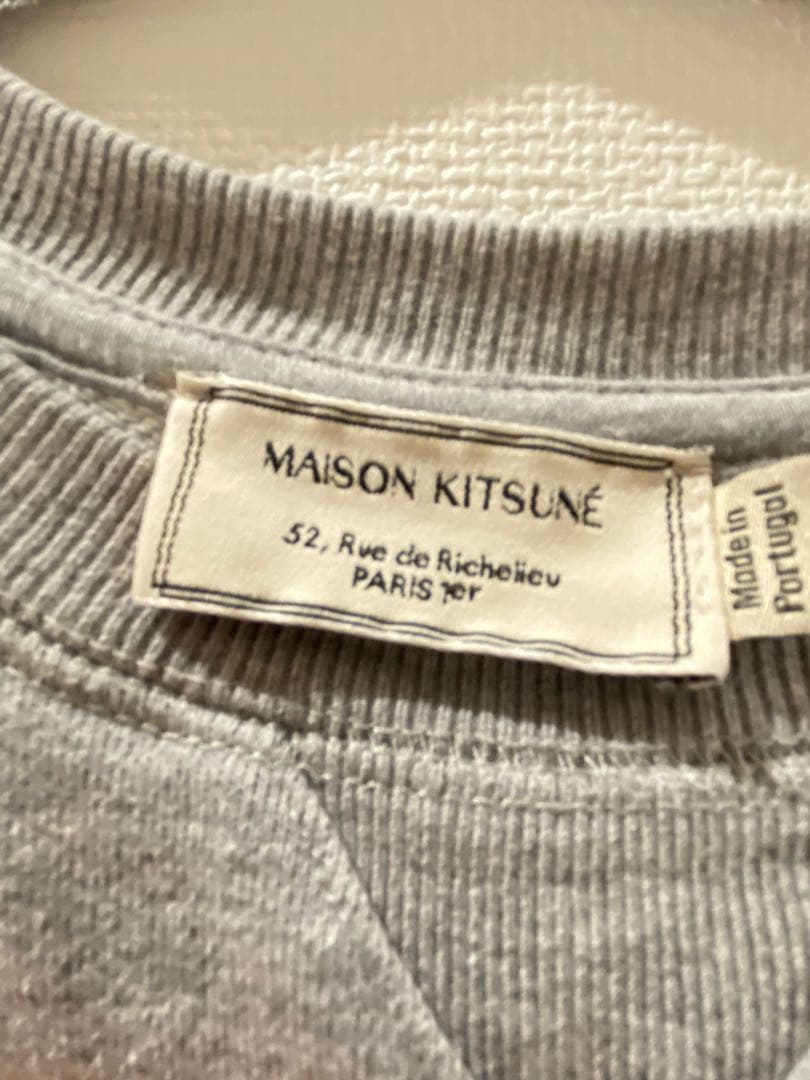 MAISON KITSUNÉ
52, Rue de Richelieu
PARIS 1er
Made in
Portugal